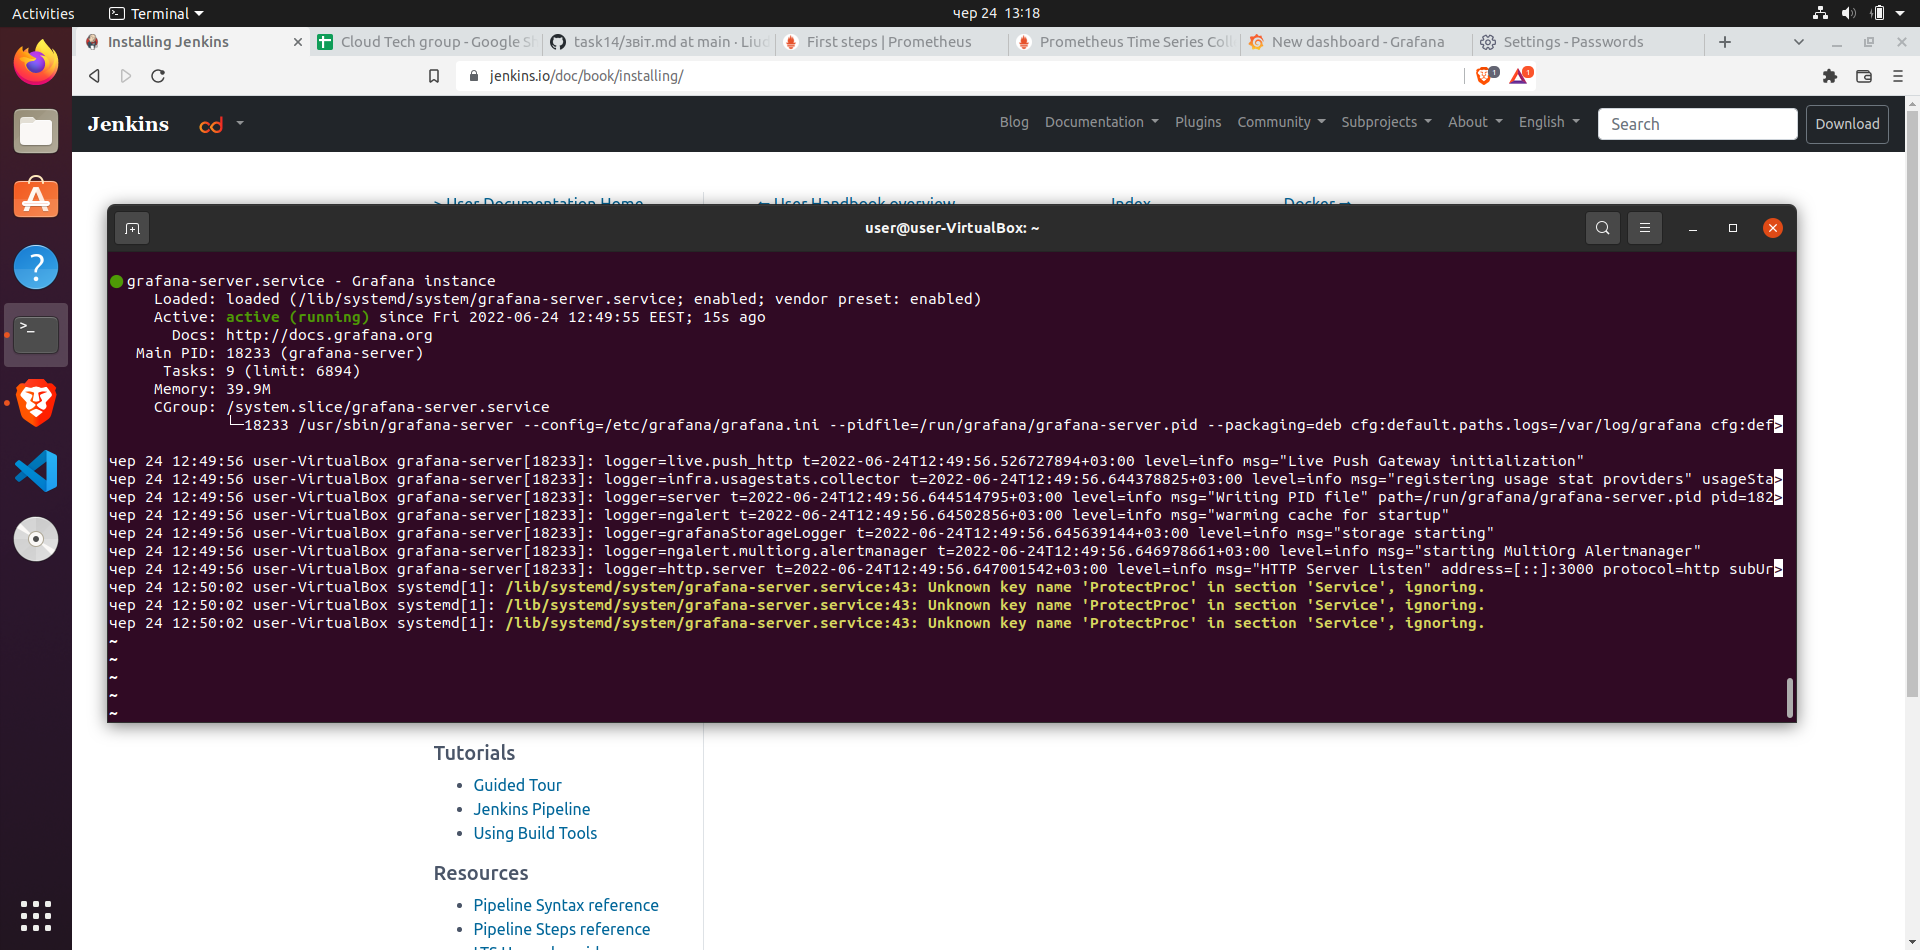 Activities
Terminal
чер 24 13:18
Installing Jenkins
Cloud Tech group - Google Sh
task14/звіт.md at main · Liud
First steps | Prometheus
Prometheus Time Series Coll
New dashboard - Grafana
Settings - Passwords
jenkins.io/doc/book/installing/
1
1
Jenkins
cd
Blog
Documentation
Plugins
Community
Subprojects
About
English
Search
Download
> User Documentation Home
← User Handbook overview
Index
Docker →
user@user-VirtualBox: ~
grafana-server.service - Grafana instance
Loaded: loaded (/lib/systemd/system/grafana-server.service; enabled; vendor preset: enabled)
Active: active (running) since Fri 2022-06-24 12:49:55 EEST; 15s ago
Docs: http://docs.grafana.org
Main PID: 18233 (grafana-server)
Tasks: 9 (limit: 6894)
Memory: 39.9M
CGroup: /system.slice/grafana-server.service
└─18233 /usr/sbin/grafana-server --config=/etc/grafana/grafana.ini --pidfile=/run/grafana/grafana-server.pid --packaging=deb cfg:default.paths.logs=/var/log/grafana cfg:def>
чер 24 12:49:56 user-VirtualBox grafana-server[18233]: logger=live.push_http t=2022-06-24T12:49:56.526727894+03:00 level=info msg="Live Push Gateway initialization"
чер 24 12:49:56 user-VirtualBox grafana-server[18233]: logger=infra.usagestats.collector t=2022-06-24T12:49:56.644378825+03:00 level=info msg="registering usage stat providers" usageSta>
чер 24 12:49:56 user-VirtualBox grafana-server[18233]: logger=server t=2022-06-24T12:49:56.644514795+03:00 level=info msg="Writing PID file" path=/run/grafana/grafana-server.pid pid=182>
чер 24 12:49:56 user-VirtualBox grafana-server[18233]: logger=ngalert t=2022-06-24T12:49:56.64502856+03:00 level=info msg="warming cache for startup"
чер 24 12:49:56 user-VirtualBox grafana-server[18233]: logger=grafanaStorageLogger t=2022-06-24T12:49:56.645639144+03:00 level=info msg="storage starting"
чер 24 12:49:56 user-VirtualBox grafana-server[18233]: logger=ngalert.multiorg.alertmanager t=2022-06-24T12:49:56.646978661+03:00 level=info msg="starting MultiOrg Alertmanager"
чер 24 12:49:56 user-VirtualBox grafana-server[18233]: logger=http.server t=2022-06-24T12:49:56.647001542+03:00 level=info msg="HTTP Server Listen" address=[::]:3000 protocol=http subUr>
чер 24 12:50:02 user-VirtualBox systemd[1]: /lib/systemd/system/grafana-server.service:43: Unknown key name 'ProtectProc' in section 'Service', ignoring.
чер 24 12:50:02 user-VirtualBox systemd[1]: /lib/systemd/system/grafana-server.service:43: Unknown key name 'ProtectProc' in section 'Service', ignoring.
чер 24 12:50:02 user-VirtualBox systemd[1]: /lib/systemd/system/grafana-server.service:43: Unknown key name 'ProtectProc' in section 'Service', ignoring.
~
~
~
~
~
Tutorials
• Guided Tour
• Jenkins Pipeline
• Using Build Tools
Resources
• Pipeline Syntax reference
• Pipeline Steps reference